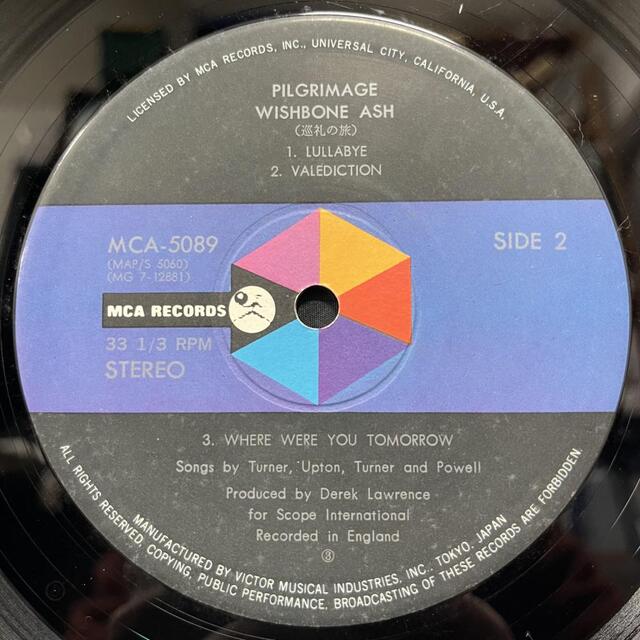 LICENSED BY MCA RECORDS, INC., UNIVERSAL CITY, CALIFORNIA, U.S.A.
PILGRIMAGE
WISHBONE ASH
(巡礼の旅)
1. LULLABYE
2. VALEDICTION
MCA-5089
(MAP/S 5060)
(MG 7-12881)
SIDE 2
MCA RECORDS
33 1/3 RPM
STEREO
3. WHERE WERE YOU TOMORROW
Songs by Turner, Upton, Turner and Powell
Produced by Derek Lawrence
for Scope International
Recorded in England
③
MANUFACTURED BY VICTOR MUSICAL INDUSTRIES, INC., TOKYO, JAPAN
ALL RIGHTS RESERVED. COPYING, PUBLIC PERFORMANCE, BROADCASTING OF THESE RECORDS ARE FORBIDDEN.